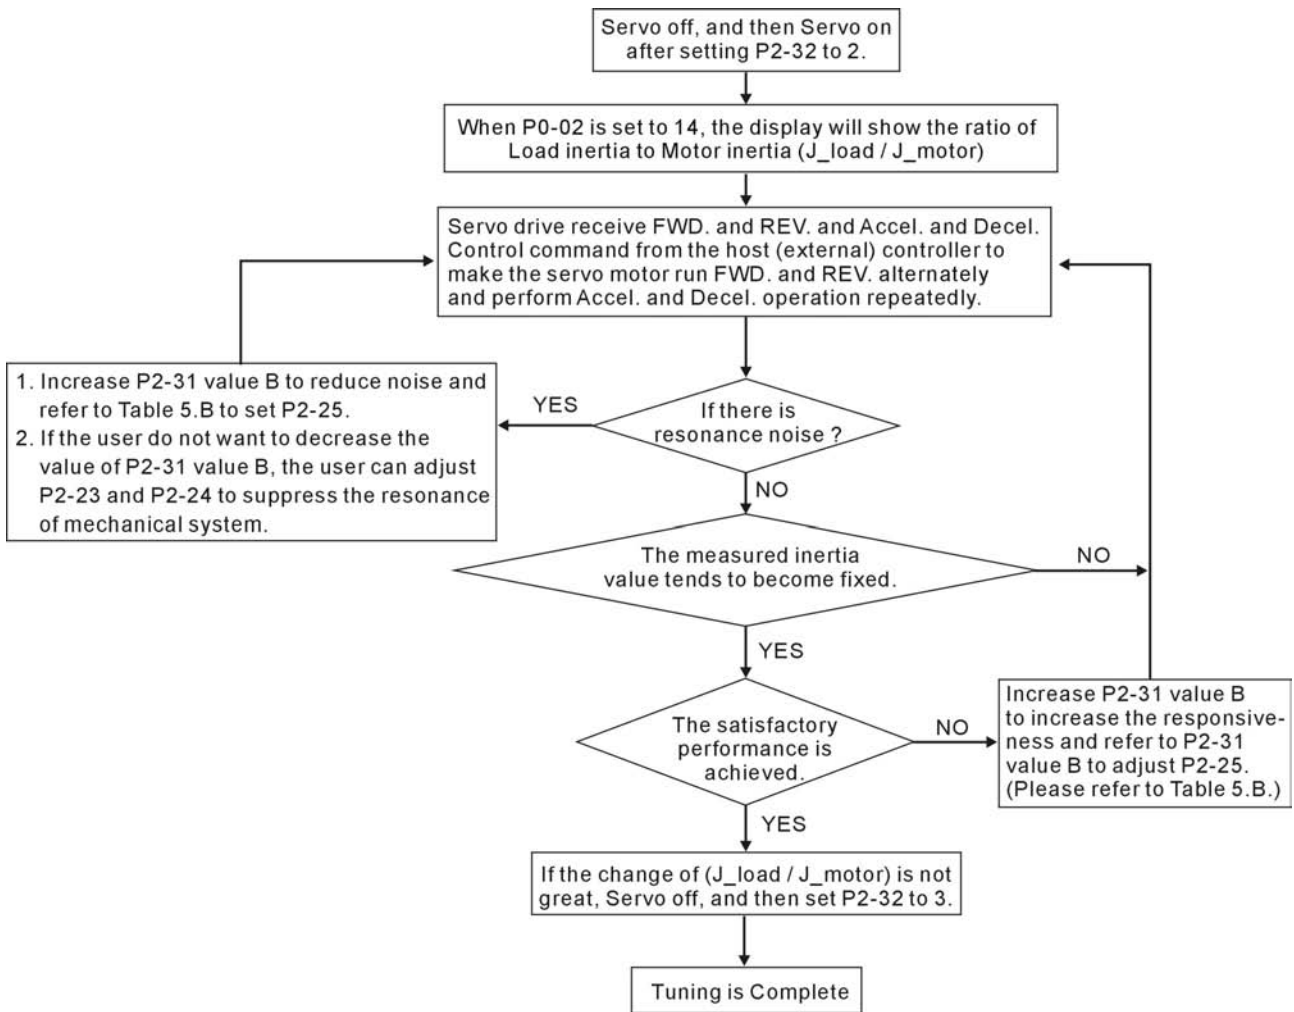 Servo off, and then Servo on
after setting P2-32 to 2.
When P0-02 is set to 14, the display will show the ratio of
Load inertia to Motor inertia (J_load / J_motor)
Servo drive receive FWD. and REV. and Accel. and Decel.
Control command from the host (external) controller to
make the servo motor run FWD. and REV. alternately
and perform Accel. and Decel. operation repeatedly.
1. Increase P2-31 value B to reduce noise and
refer to Table 5.B to set P2-25.
2. If the user do not want to decrease the
value of P2-31 value B, the user can adjust
P2-23 and P2-24 to suppress the resonance
of mechanical system.
YES
If there is
resonance noise ?
NO
The measured inertia
value tends to become fixed.
NO
YES
The satisfactory
performance is
achieved.
NO
Increase P2-31 value B
to increase the responsive-
ness and refer to P2-31
value B to adjust P2-25.
(Please refer to Table 5.B.)
YES
If the change of (J_load / J_motor) is not
great, Servo off, and then set P2-32 to 3.
Tuning is Complete